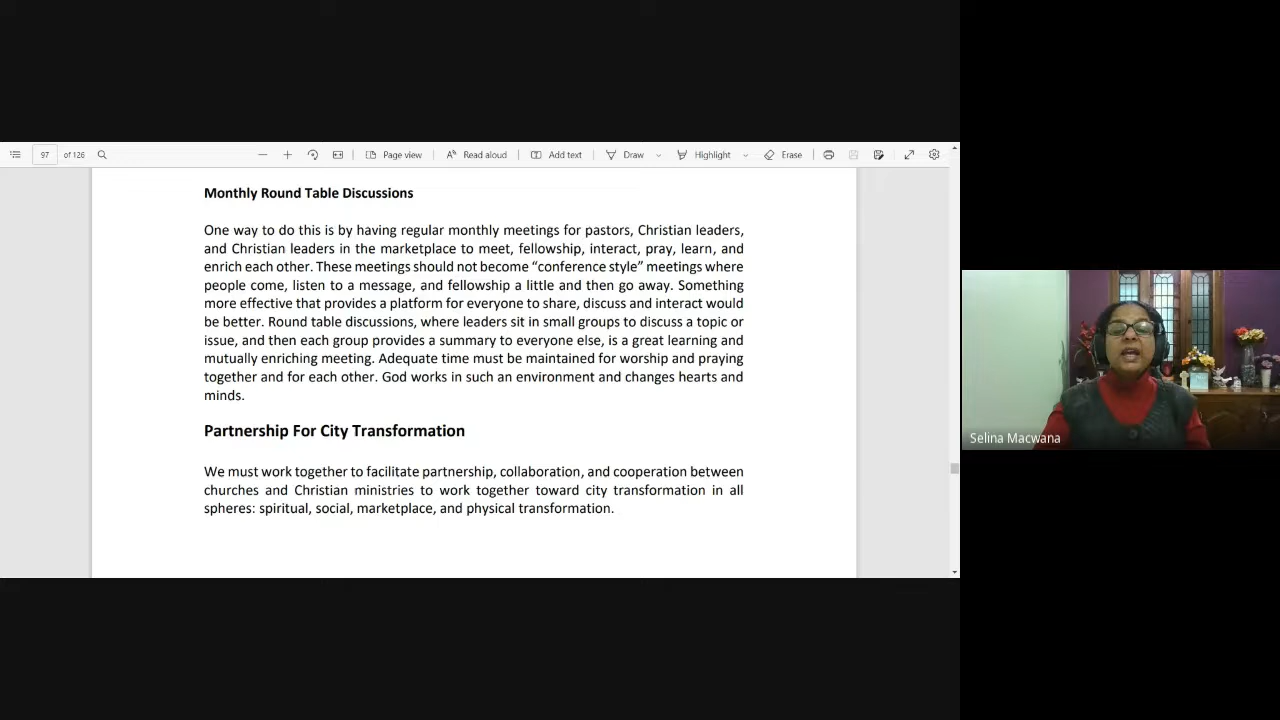 97 of 126
Page view
Read aloud
Add text
Draw
Highlight
Erase
Monthly Round Table Discussions
One way to do this is by having regular monthly meetings for pastors, Christian leaders,
and Christian leaders in the marketplace to meet, fellowship, interact, pray, learn, and
enrich each other. These meetings should not become “conference style” meetings where
people come, listen to a message, and fellowship a little and then go away. Something
more effective that provides a platform for everyone to share, discuss and interact would
be better. Round table discussions, where leaders sit in small groups to discuss a topic or
issue, and then each group provides a summary to everyone else, is a great learning and
mutually enriching meeting. Adequate time must be maintained for worship and praying
together and for each other. God works in such an environment and changes hearts and
minds.
Partnership For City Transformation
We must work together to facilitate partnership, collaboration, and cooperation between
churches and Christian ministries to work together toward city transformation in all
spheres: spiritual, social, marketplace, and physical transformation.
Selina Macwana